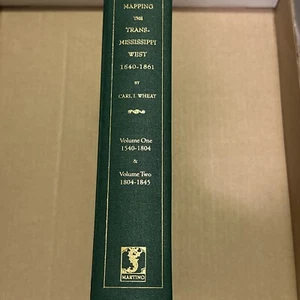 MAPPING
THE
TRANS-
MISSISSIPPI
WEST
1540-1861
BY
CARL I. WHEAT
Volume One
1540-1804
&
Volume Two
1804-1845
MARTINO